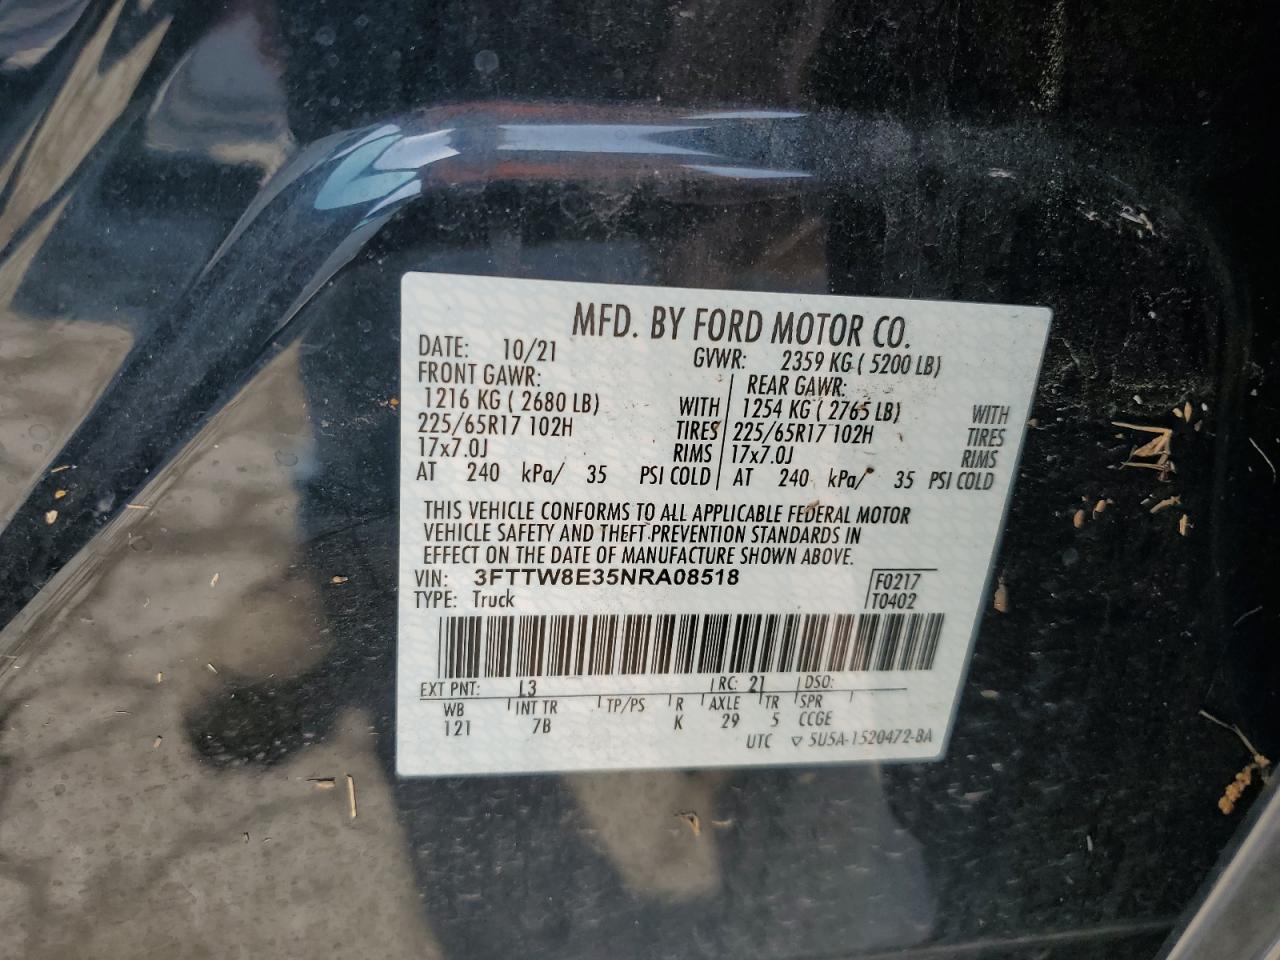 MFD. BY FORD MOTOR CO.
DATE: 10/21 GVWR: 2359 KG ( 5200 LB)
FRONT GAWR: REAR GAWR:
1216 KG ( 2680 LB) WITH 1254 KG ( 2765 LB) WITH
225/65R17 102H TIRES 225/65R17 102H TIRES
17x7.0J RIMS 17x7.0J RIMS
AT 240 kPa/ 35 PSI COLD AT 240 kPa/ 35 PSI COLD
THIS VEHICLE CONFORMS TO ALL APPLICABLE FEDERAL MOTOR
VEHICLE SAFETY AND THEFT PREVENTION STANDARDS IN
EFFECT ON THE DATE OF MANUFACTURE SHOWN ABOVE.
VIN: 3FTTW8E35NRA08518 F0217
TYPE: Truck T0402
EXT PNT: L3 RC: 21 DSO:
WB INT TR TP/PS R AXLE TR SPR
121 7B K 29 5 CCGE
UTC ▽ 5U5A-1520472-BA